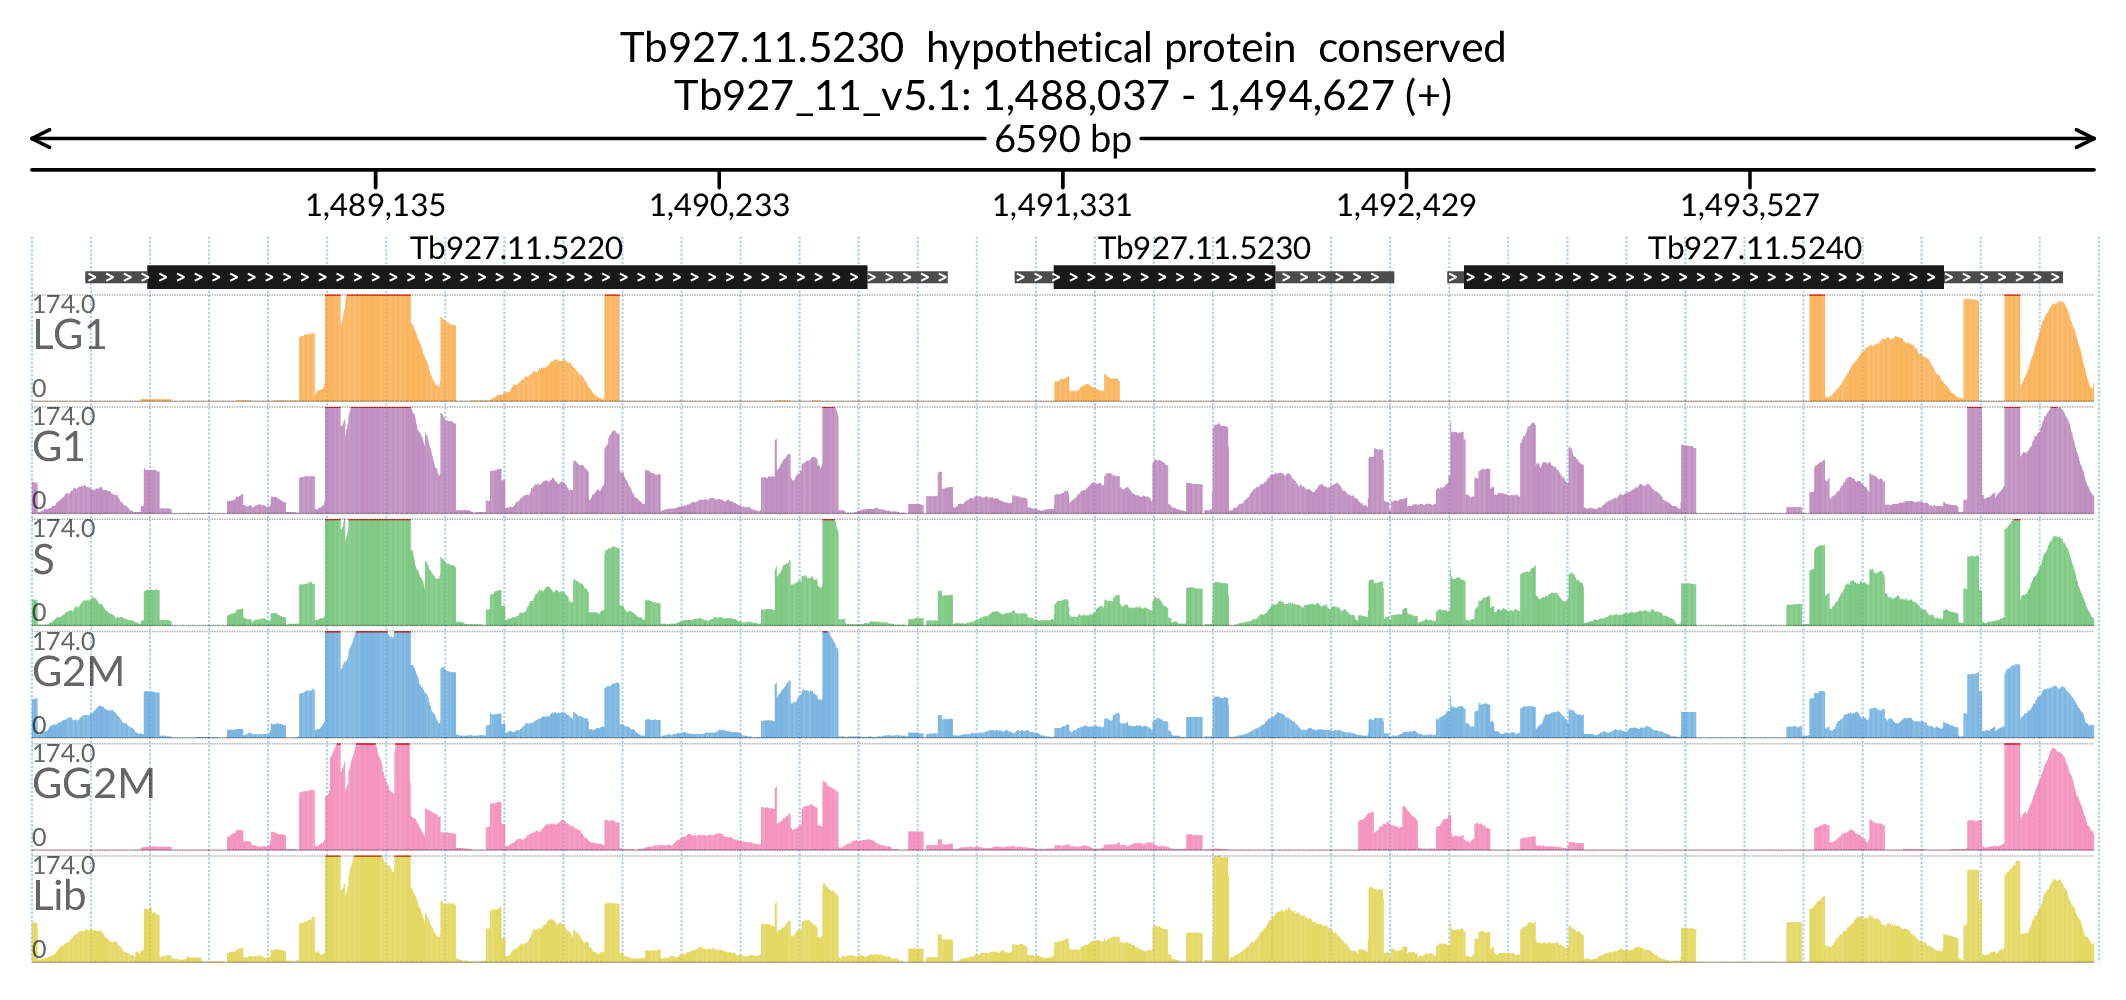 Tb927.11.5230  hypothetical protein  conserved
Tb927_11_v5.1: 1,488,037 - 1,494,627 (+)
6590 bp
1,489,135 1,490,233 1,491,331 1,492,429 1,493,527
Tb927.11.5220 Tb927.11.5230 Tb927.11.5240
174.0
LG1
0
174.0
G1
0
174.0
S
0
174.0
G2M
0
174.0
GG2M
0
174.0
Lib
0